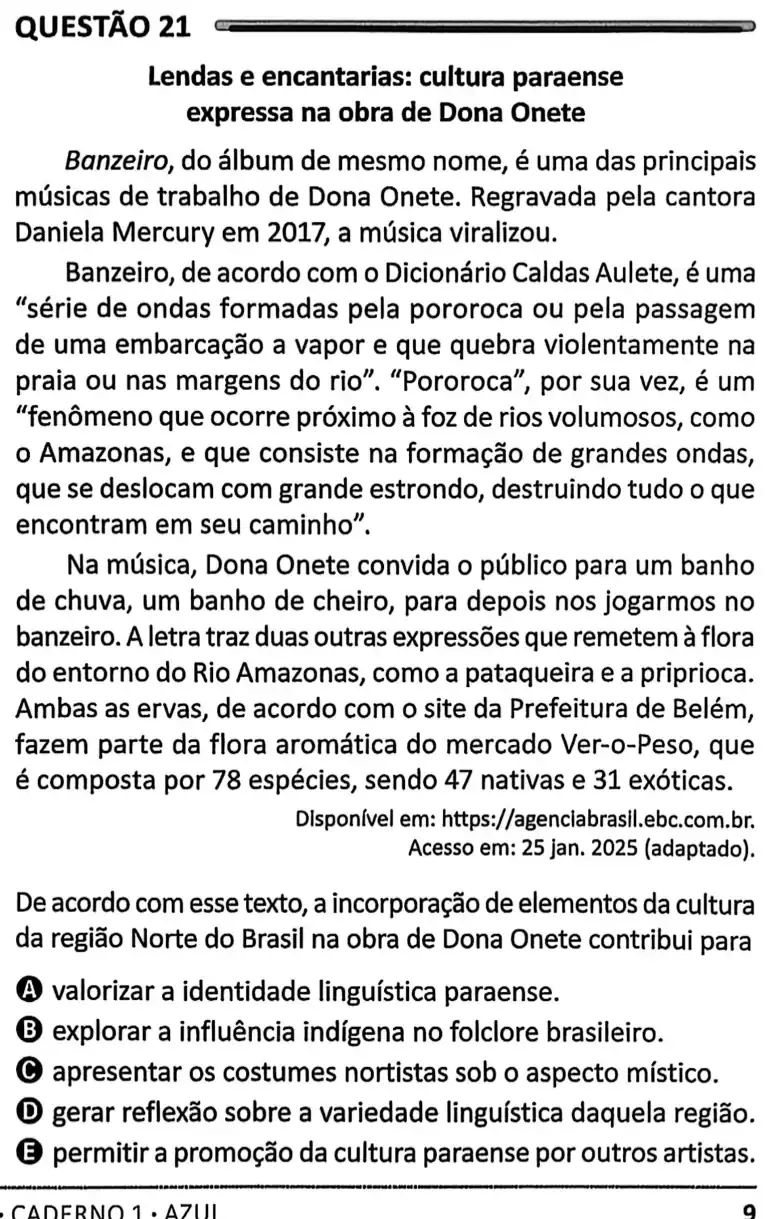 QUESTÃO 21
Lendas e encantarias: cultura paraense
expressa na obra de Dona Onete
Banzeiro, do álbum de mesmo nome, é uma das principais
músicas de trabalho de Dona Onete. Regravada pela cantora
Daniela Mercury em 2017, a música viralizou.
Banzeiro, de acordo com o Dicionário Caldas Aulete, é uma
“série de ondas formadas pela pororoca ou pela passagem
de uma embarcação a vapor e que quebra violentamente na
praia ou nas margens do rio”. “Pororoca”, por sua vez, é um
“fenômeno que ocorre próximo à foz de rios volumosos, como
o Amazonas, e que consiste na formação de grandes ondas,
que se deslocam com grande estrondo, destruindo tudo o que
encontram em seu caminho”.
Na música, Dona Onete convida o público para um banho
de chuva, um banho de cheiro, para depois nos jogarmos no
banzeiro. A letra traz duas outras expressões que remetem à flora
do entorno do Rio Amazonas, como a pataqueira e a priprioca.
Ambas as ervas, de acordo com o site da Prefeitura de Belém,
fazem parte da flora aromática do mercado Ver-o-Peso, que
é composta por 78 espécies, sendo 47 nativas e 31 exóticas.
Disponível em: https://agenciabrasil.ebc.com.br.
Acesso em: 25 jan. 2025 (adaptado).
De acordo com esse texto, a incorporação de elementos da cultura
da região Norte do Brasil na obra de Dona Onete contribui para
A valorizar a identidade linguística paraense.
B explorar a influência indígena no folclore brasileiro.
C apresentar os costumes nortistas sob o aspecto místico.
D gerar reflexão sobre a variedade linguística daquela região.
E permitir a promoção da cultura paraense por outros artistas.
• CADERNO 1 • AZUL 9